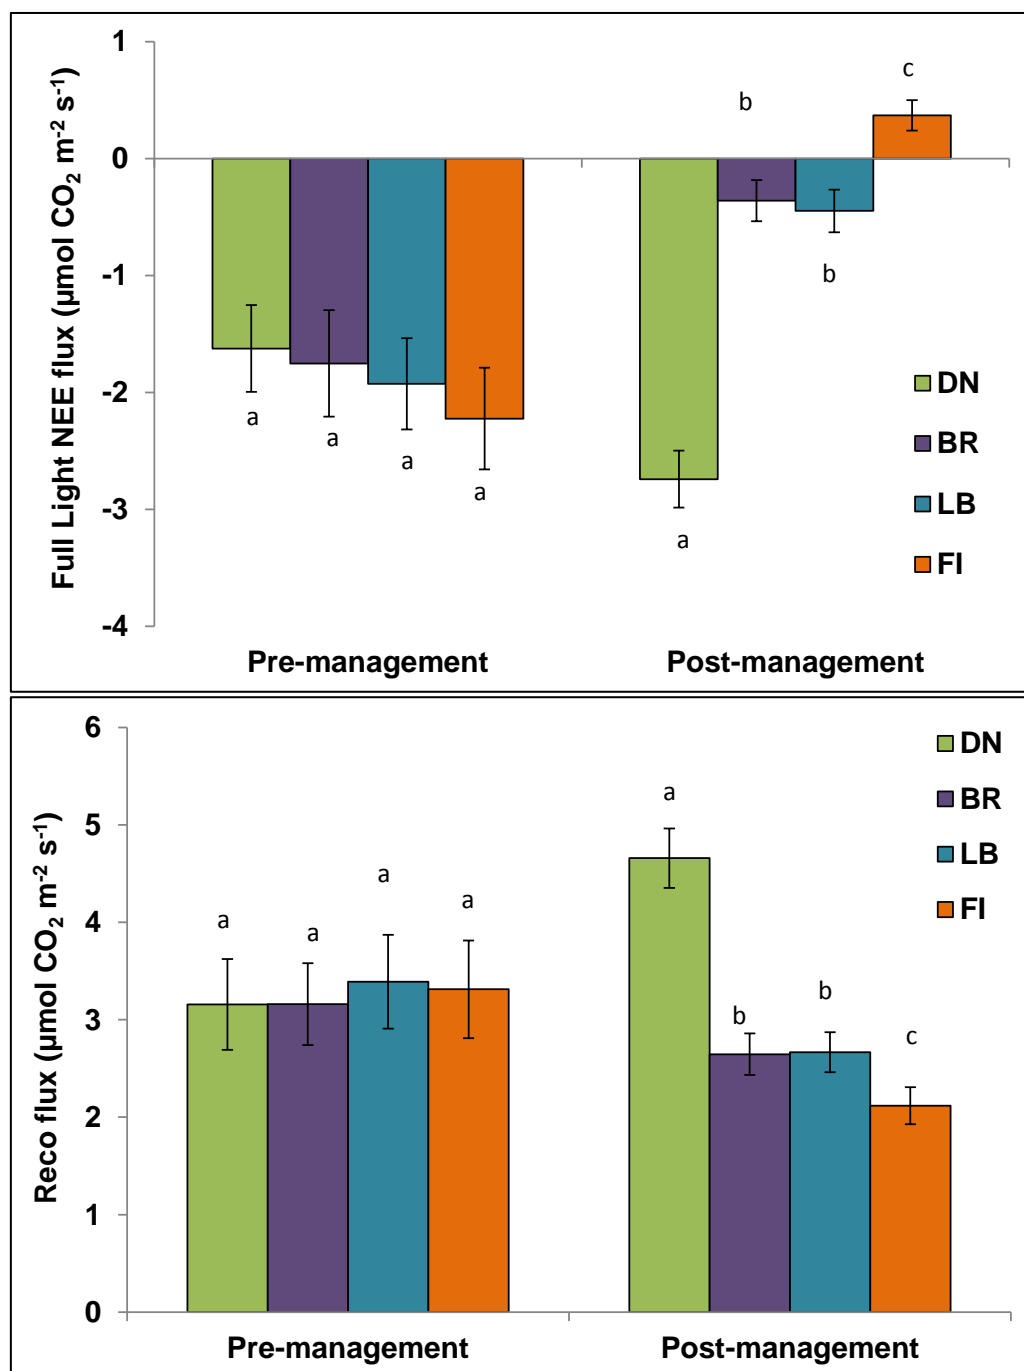 Full Light NEE flux (µmol CO₂ m⁻² s⁻¹)
1
0
-1
-2
-3
-4
a
a
a
a
a
b
b
c
DN
BR
LB
FI
Pre-management
Post-management
Reco flux (µmol CO₂ m⁻² s⁻¹)
6
5
4
3
2
1
0
a
a
a
a
a
b
b
c
DN
BR
LB
FI
Pre-management
Post-management